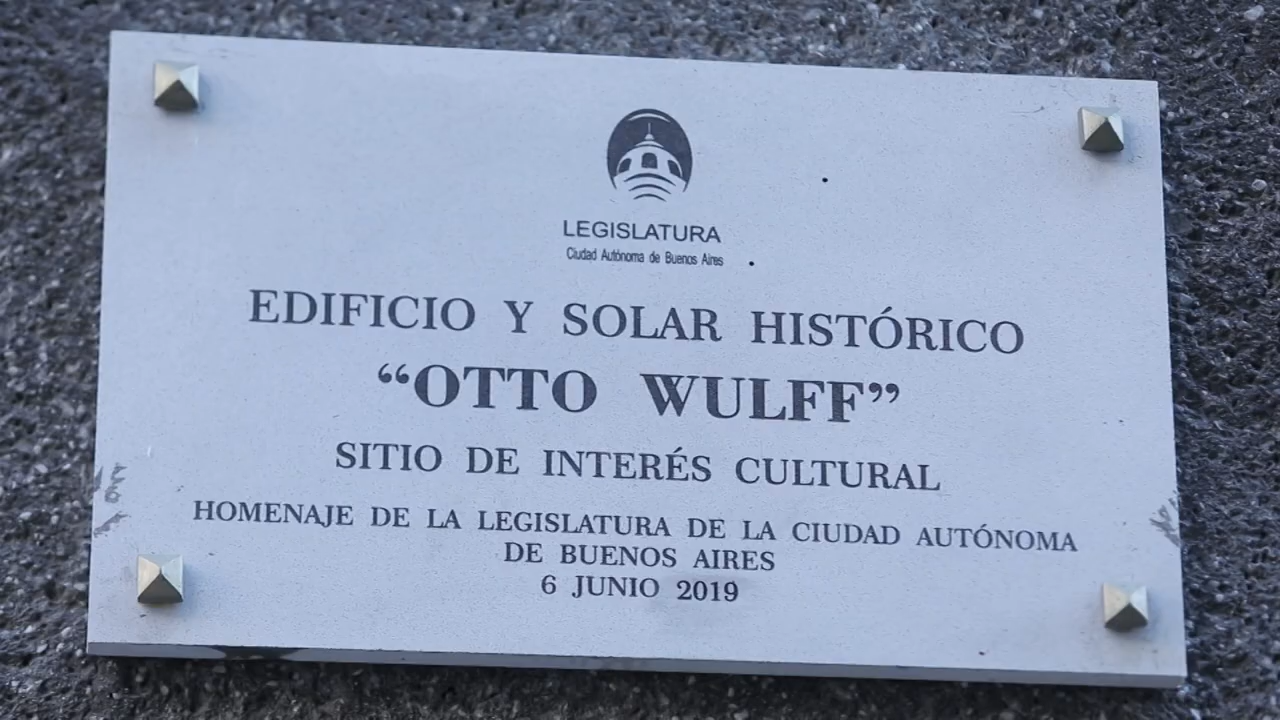 LEGISLATURA
Ciudad Autónoma de Buenos Aires
EDIFICIO Y SOLAR HISTÓRICO
“OTTO WULFF”
SITIO DE INTERÉS CULTURAL
HOMENAJE DE LA LEGISLATURA DE LA CIUDAD AUTÓNOMA
DE BUENOS AIRES
6 JUNIO 2019